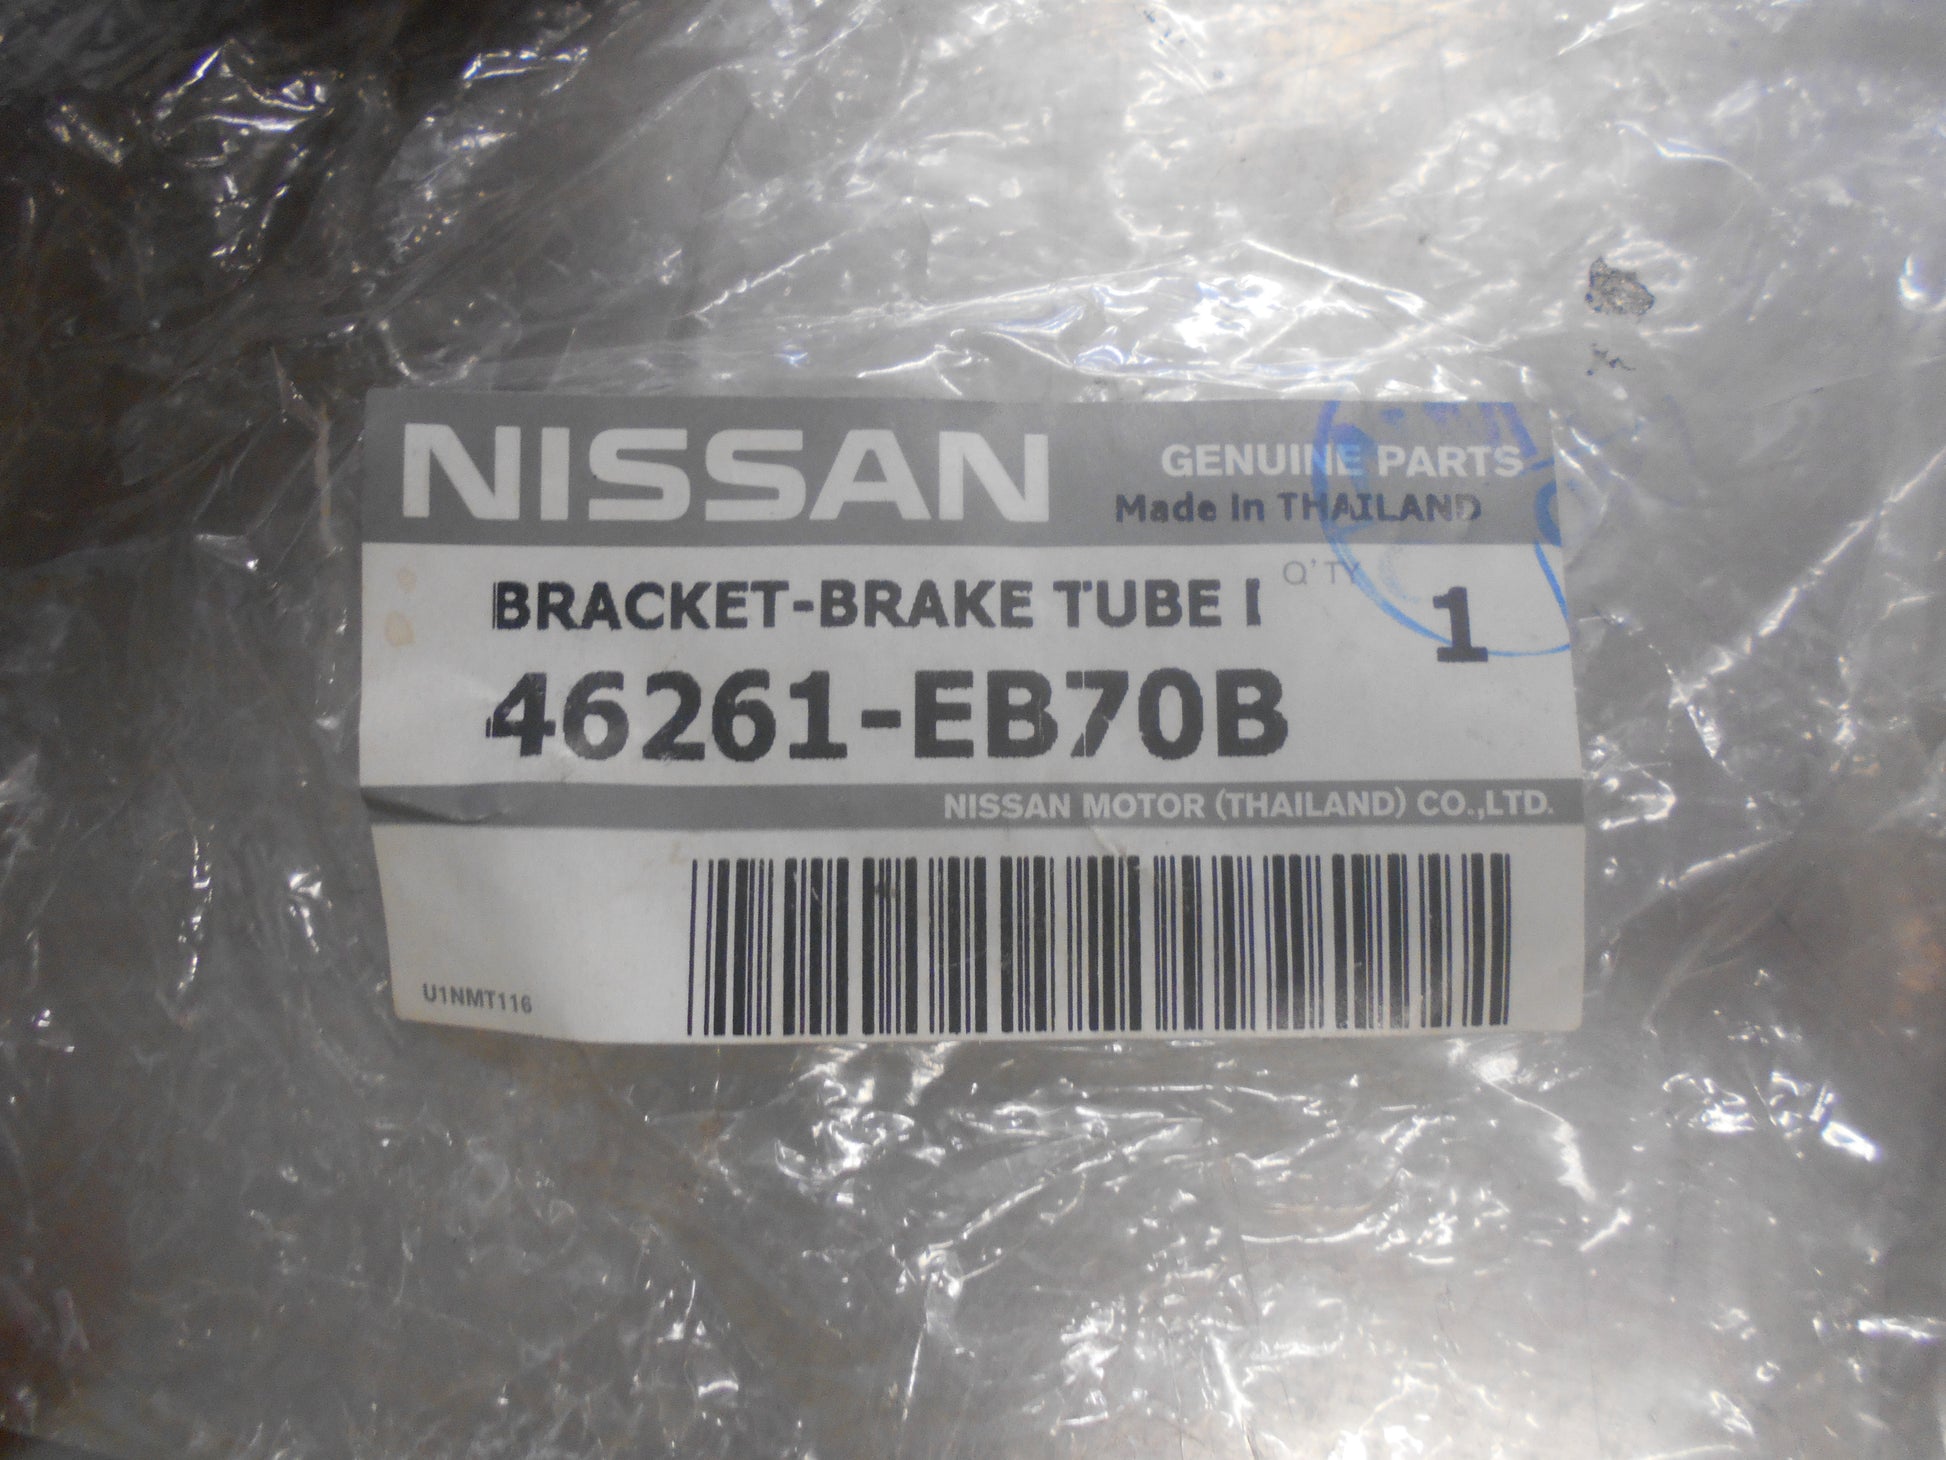 NISSAN
GENUINE PARTS
Made In THAILAND
BRACKET-BRAKE TUBE I
Q'TY 1
46261-EB70B
NISSAN MOTOR (THAILAND) CO.,LTD.
U1NMT116